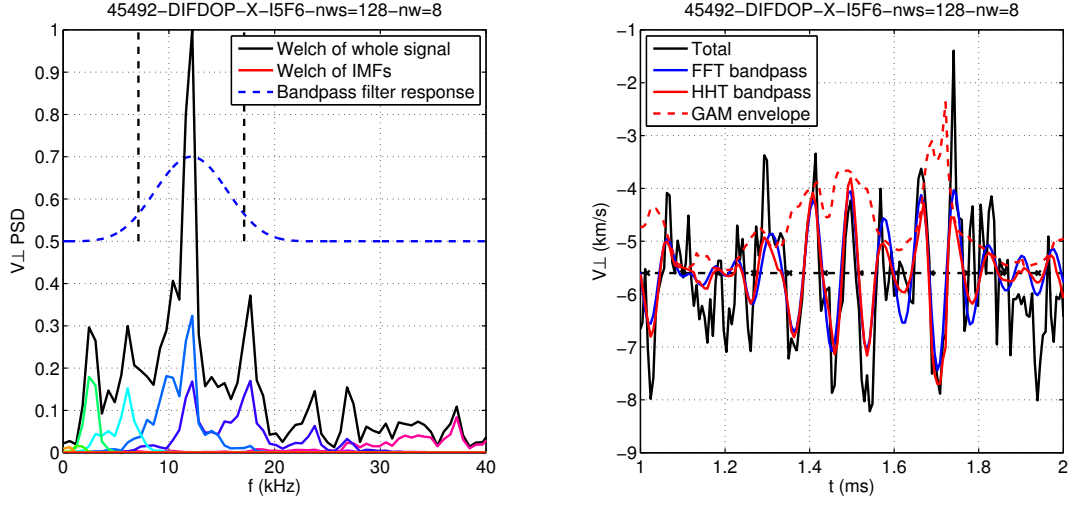 45492-DIFDOP-X-I5F6-nws=128-nw=8
1
0.9
0.8
0.7
0.6
0.5
0.4
0.3
0.2
0.1
0
V⊥ PSD
Welch of whole signal
Welch of IMFs
Bandpass filter response
0 10 20 30 40
f (kHz)
45492-DIFDOP-X-I5F6-nws=128-nw=8
−1
−2
−3
−4
−5
−6
−7
−8
−9
V⊥ (km/s)
Total
FFT bandpass
HHT bandpass
GAM envelope
1 1.2 1.4 1.6 1.8 2
t (ms)